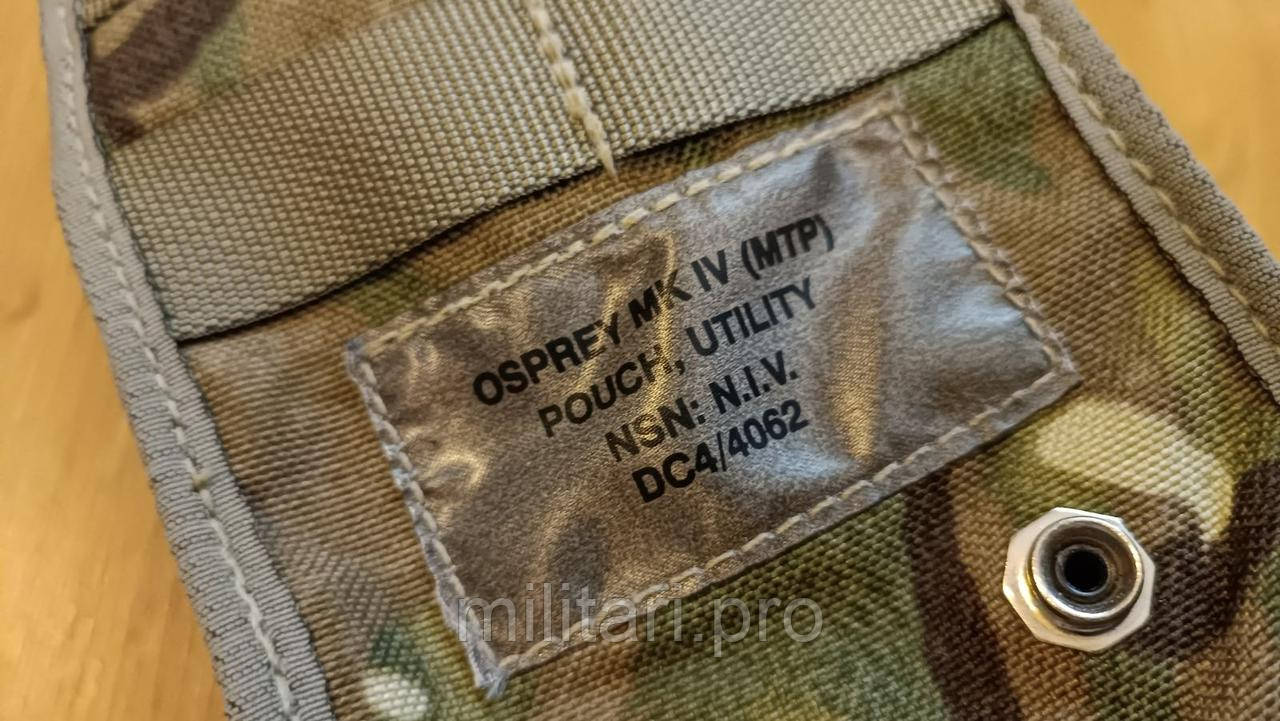 OSPREY MK IV (MTP)
POUCH, UTILITY
NSN: N.I.V.
DC4/4062
militari.pro